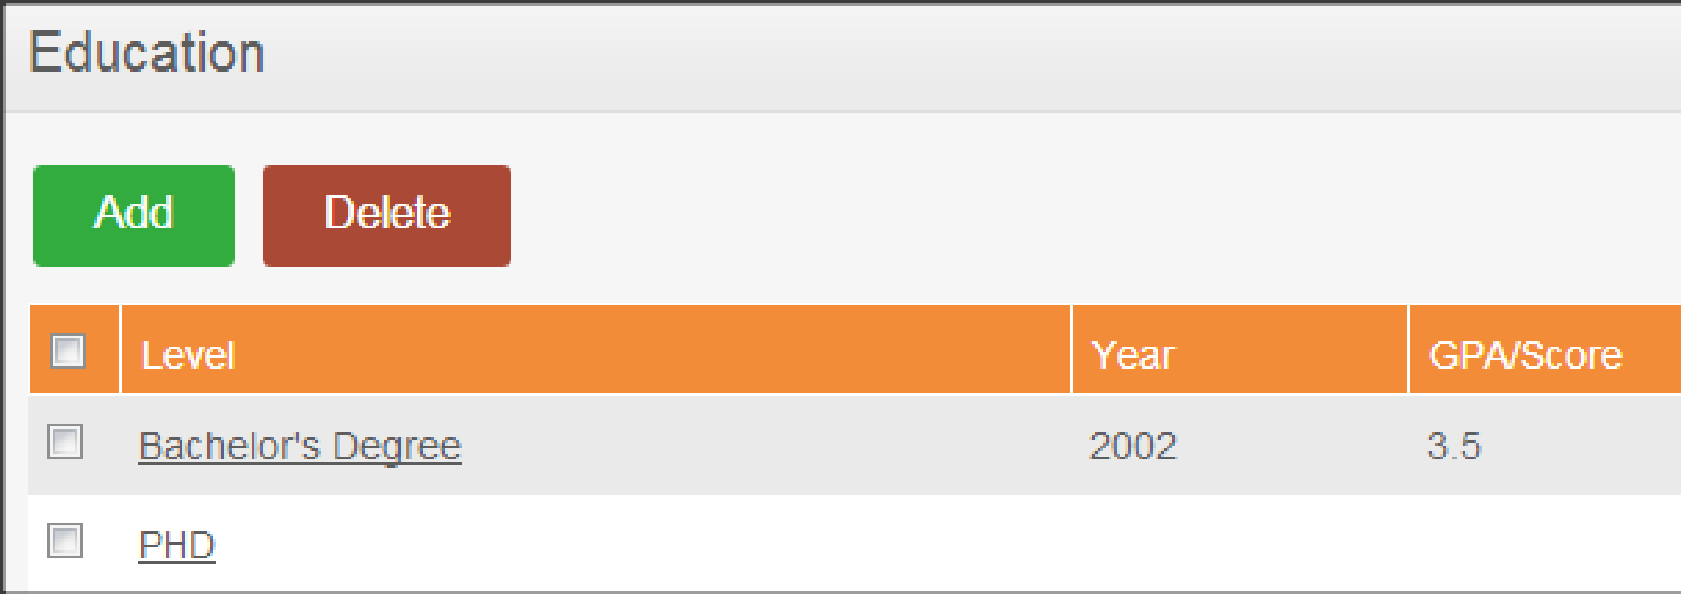 Education
Add Delete
Level Year GPA/Score
Bachelor's Degree 2002 3.5
PHD